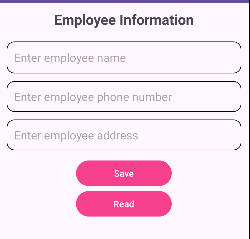 Employee Information
Enter employee name
Enter employee phone number
Enter employee address
Save
Read